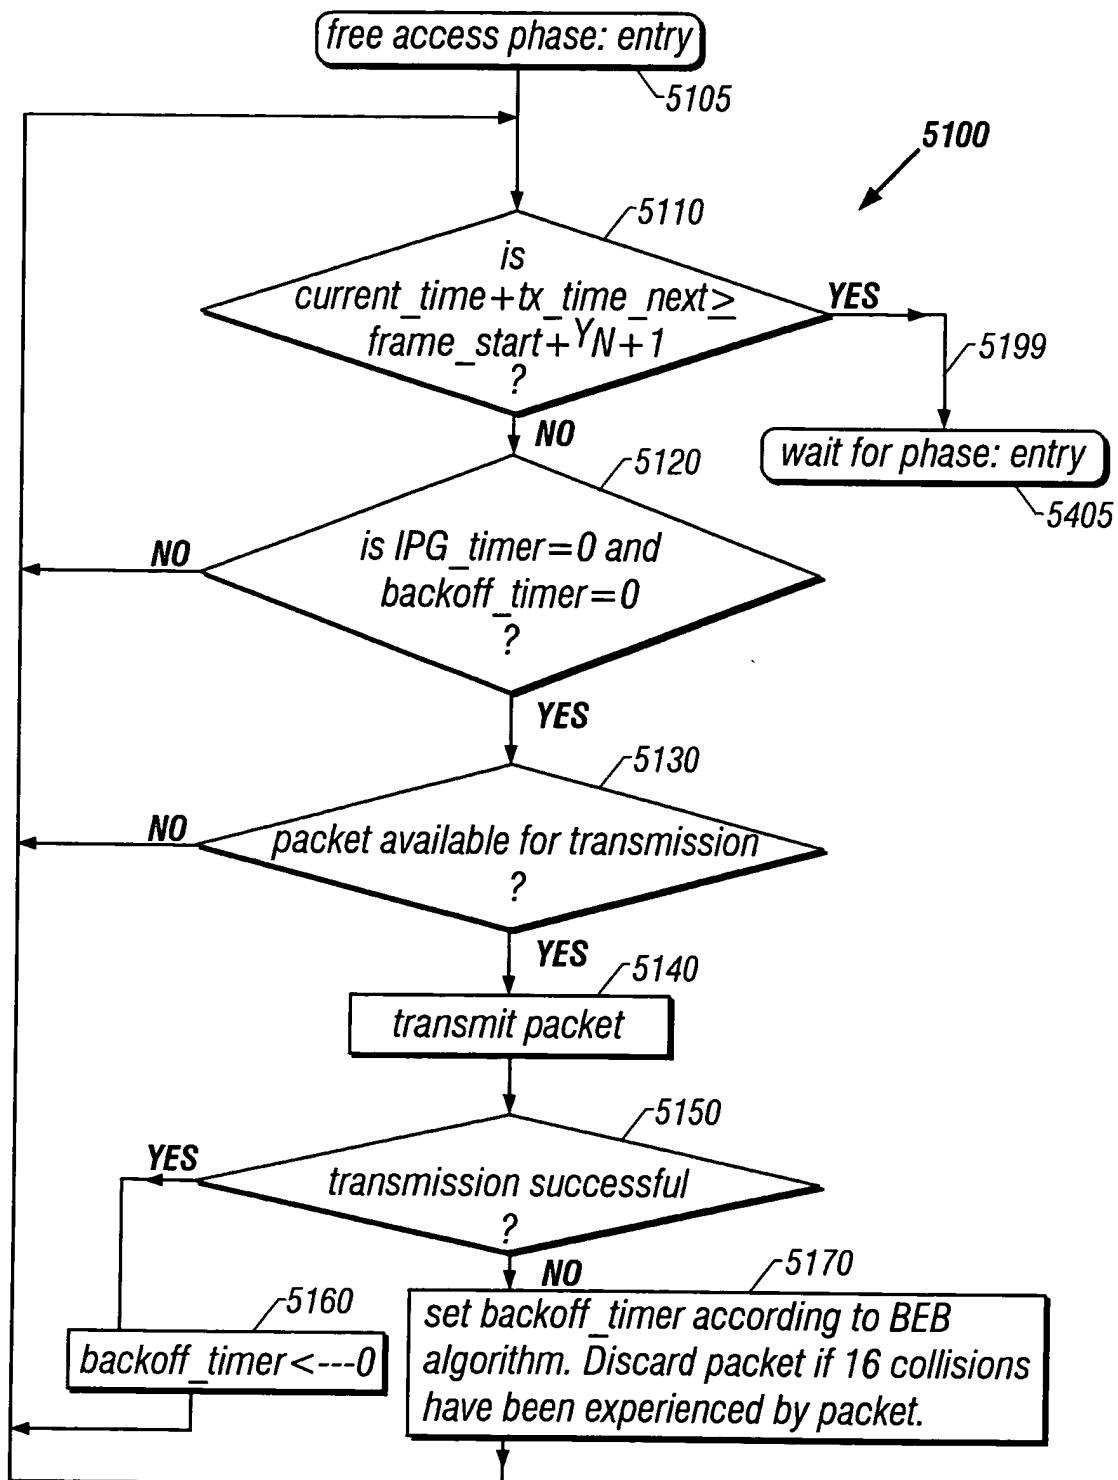 free access phase: entry
5105
5100
5110
is
current_time+tx_time_next≥
frame_start+YN+1
?
YES
5199
NO
wait for phase: entry
5405
5120
is IPG_timer=0 and
backoff_timer=0
?
NO
YES
5130
packet available for transmission
?
NO
YES
5140
transmit packet
5150
transmission successful
?
YES
NO
5160
backoff_timer<---0
5170
set backoff_timer according to BEB
algorithm. Discard packet if 16 collisions
have been experienced by packet.